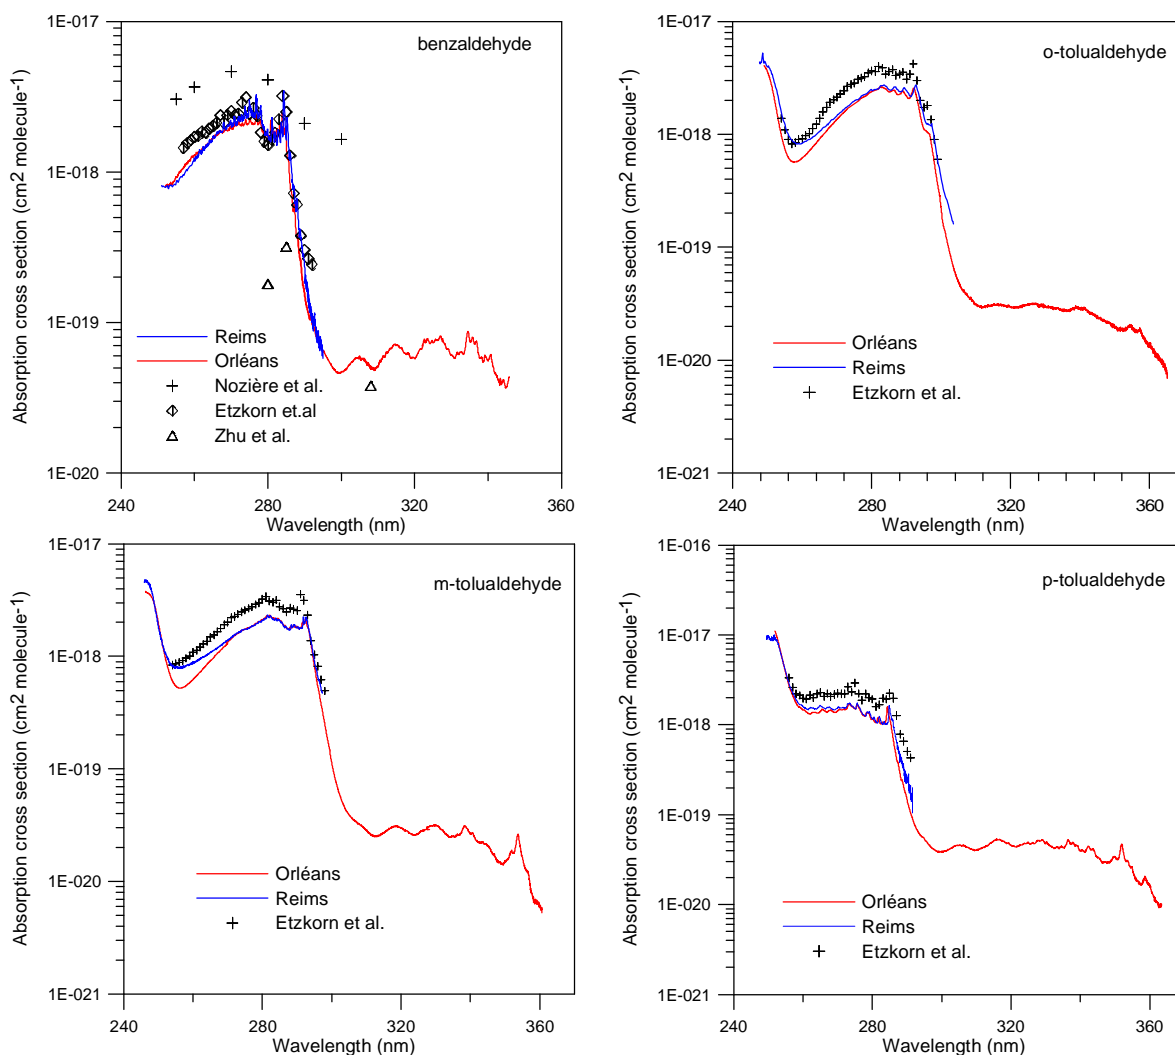 benzaldehyde
Absorption cross section (cm2 molecule-1)
1E-017
1E-018
1E-019
1E-020
Reims
Orléans
Nozière et al.
Etzkorn et.al
Zhu et al.
240 280 320 360
Wavelength (nm)
o-tolualdehyde
Absorption cross section (cm2 molecule-1)
1E-017
1E-018
1E-019
1E-020
1E-021
Orléans
Reims
Etzkorn et al.
240 280 320 360
Wavelength (nm)
m-tolualdehyde
Absorption cross section (cm2 molecule-1)
1E-017
1E-018
1E-019
1E-020
1E-021
Orléans
Reims
Etzkorn et al.
240 280 320 360
Wavelength (nm)
p-tolualdehyde
Absorption cross section (cm2 molecule-1)
1E-016
1E-017
1E-018
1E-019
1E-020
1E-021
Orléans
Reims
Etzkorn et al.
240 280 320 360
Wavelength (nm)